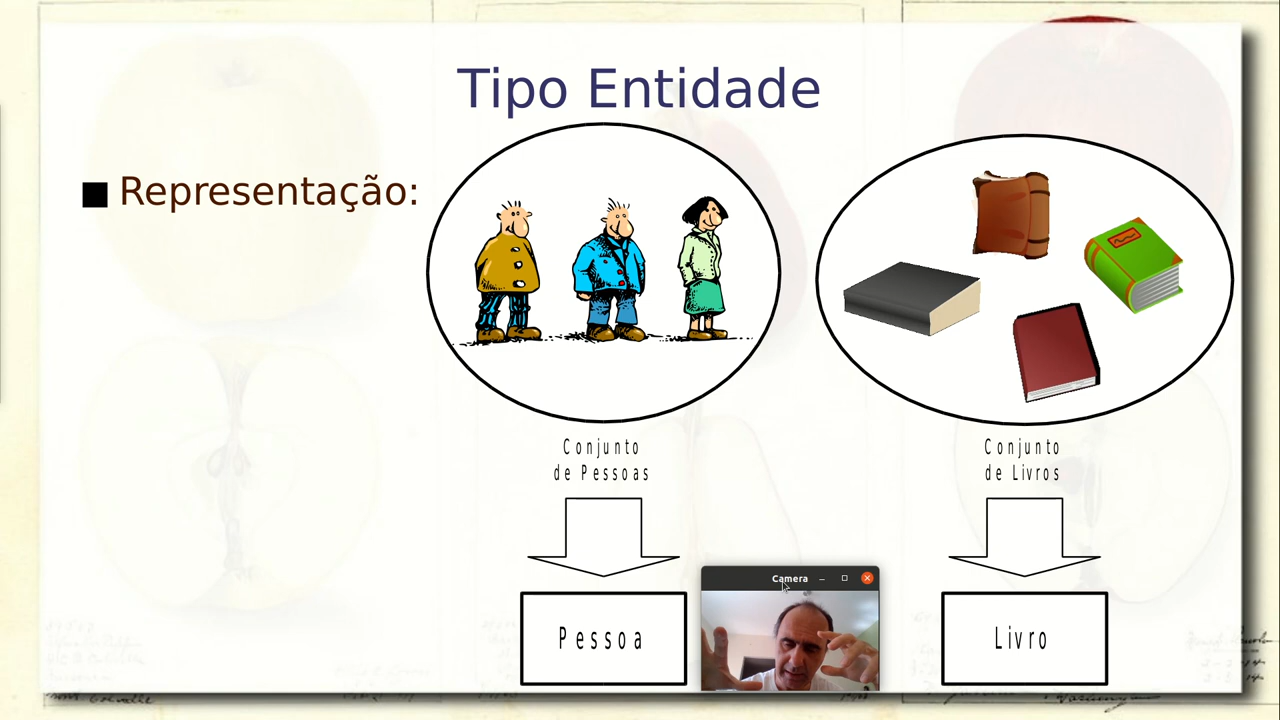 Tipo Entidade
Representação:
Conjunto
de Pessoas
Conjunto
de Livros
Camera
Pessoa
Livro